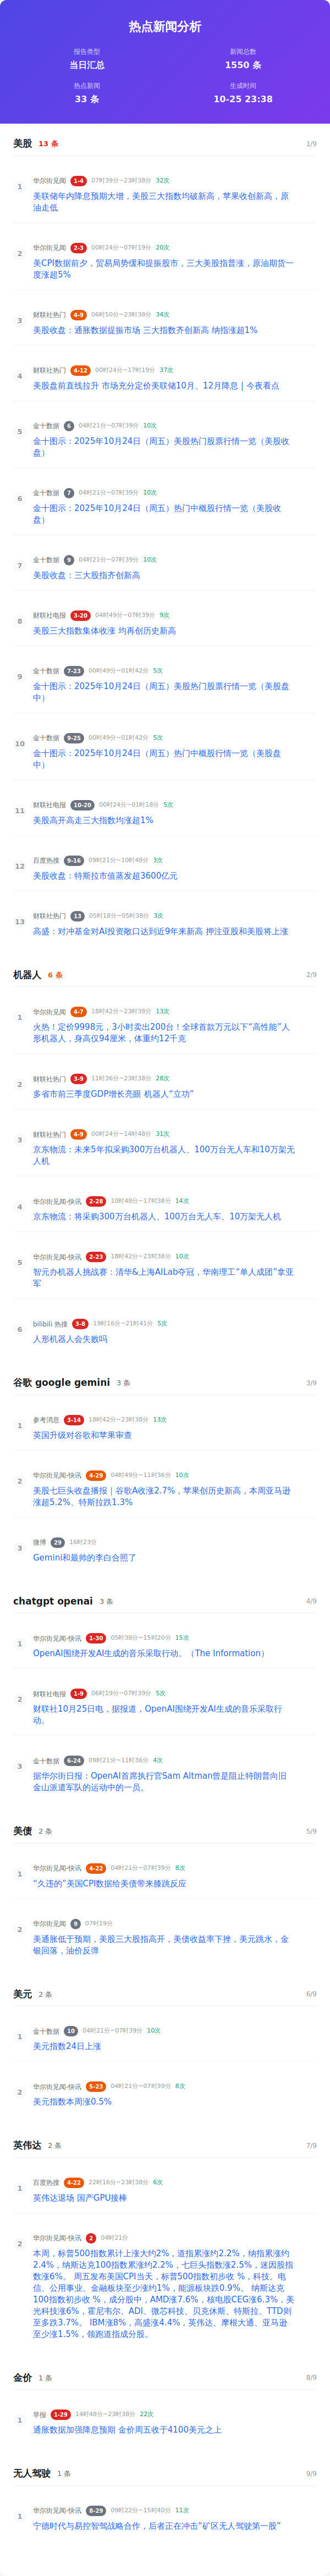 热点新闻分析
报告类型
当日汇总
新闻总数
1550 条
热点新闻
33 条
生成时间
10-25 23:38
美股 13 条 1/9
1
华尔街见闻 1-4 07时39分~23时38分 32次
美联储年内降息预期大增，美股三大指数均破新高，苹果收创新高，原
油走低
2
华尔街见闻 2-3 00时24分~07时19分 20次
美CPI数据前夕，贸易局势缓和提振股市，三大美股指普涨，原油期货一
度涨超5%
3
财联社热门 4-9 06时50分~23时38分 34次
美股收盘：通胀数据提振市场 三大指数齐创新高 纳指涨超1%
4
财联社热门 4-12 00时24分~17时19分 37次
美股盘前直线拉升 市场充分定价美联储10月、12月降息 | 今夜看点
5
金十数据 6 04时21分~07时39分 10次
金十图示：2025年10月24日（周五）美股热门股票行情一览（美股收
盘）
6
金十数据 7 04时21分~07时39分 10次
金十图示：2025年10月24日（周五）热门中概股行情一览（美股收
盘）
7
金十数据 9 04时21分~07时39分 10次
美股收盘：三大股指齐创新高
8
财联社电报 3-20 04时49分~07时39分 9次
美股三大指数集体收涨 均再创历史新高
9
金十数据 7-23 00时49分~01时42分 5次
金十图示：2025年10月24日（周五）美股热门股票行情一览（美股盘
中）
10
金十数据 9-25 00时49分~01时42分 5次
金十图示：2025年10月24日（周五）热门中概股行情一览（美股盘
中）
11
财联社电报 10-20 00时24分~01时18分 5次
美股高开高走三大指数均涨超1%
12
百度热搜 9-16 09时21分~10时48分 3次
美股收盘：特斯拉市值蒸发超3600亿元
13
财联社热门 13 05时18分~05时38分 3次
高盛：对冲基金对AI投资敞口达到近9年来新高 押注亚股和美股将上涨
机器人 6 条 2/9
1
华尔街见闻 4-7 18时42分~23时38分 13次
火热！定价9998元，3小时卖出200台！全球首款万元以下“高性能”人
形机器人，身高仅94厘米，体重约12千克
2
财联社热门 3-9 11时36分~23时38分 28次
多省市前三季度GDP增长亮眼 机器人“立功”
3
财联社热门 4-9 00时24分~14时48分 31次
京东物流：未来5年拟采购300万台机器人、100万台无人车和10万架无
人机
4
华尔街见闻-快讯 2-28 10时48分~17时38分 14次
京东物流：将采购300万台机器人、100万台无人车、10万架无人机
5
华尔街见闻-快讯 2-23 18时42分~23时38分 10次
智元办机器人挑战赛：清华&上海AILab夺冠，华南理工“单人成团”拿亚
军
6
bilibili 热搜 3-8 19时16分~21时41分 5次
人形机器人会失败吗
谷歌 google gemini 3 条 3/9
1
参考消息 3-14 18时42分~23时38分 13次
英国升级对谷歌和苹果审查
2
华尔街见闻-快讯 4-29 04时49分~11时36分 10次
美股七巨头收盘播报｜谷歌A收涨2.7%，苹果创历史新高，本周亚马逊
涨超5.2%、特斯拉跌1.3%
3
微博 29 16时23分
Gemini和最帅的李白合照了
chatgpt openai 3 条 4/9
1
华尔街见闻-快讯 1-30 05时38分~15时20分 15次
OpenAI围绕开发AI生成的音乐采取行动。（The Information）
2
财联社电报 1-9 06时19分~07时39分 5次
财联社10月25日电，据报道，OpenAI围绕开发AI生成的音乐采取行
动。
3
金十数据 6-24 09时21分~11时36分 4次
据华尔街日报：OpenAI首席执行官Sam Altman曾是阻止特朗普向旧
金山派遣军队的运动中的一员。
美债 2 条 5/9
1
华尔街见闻-快讯 4-22 04时21分~07时39分 8次
“久违的”美国CPI数据给美债带来膝跳反应
2
华尔街见闻 9 07时19分
美通胀低于预期，美股三大股指高开，美债收益率下挫，美元跳水，金
银回落，油价反弹
美元 2 条 6/9
1
金十数据 10 04时21分~07时39分 10次
美元指数24日上涨
2
华尔街见闻-快讯 5-23 04时21分~07时39分 8次
美元指数本周涨0.5%
英伟达 2 条 7/9
1
百度热搜 4-22 22时16分~23时38分 6次
英伟达退场 国产GPU接棒
2
华尔街见闻-快讯 2 04时21分
本周，标普500指数累计上涨大约2%，道指累涨约2.2%，纳指累涨约
2.4%，纳斯达克100指数累涨约2.2%，七巨头指数涨2.5%，迷因股指
数涨6%。 周五发布美国CPI当天，标普500指数初步收 %，科技、电
信、公用事业、金融板块至少涨约1%，能源板块跌0.9%。 纳斯达克
100指数初步收 %，成分股中，AMD涨7.6%，核电股CEG涨6.3%，美
光科技涨6%，霍尼韦尔、ADI、微芯科技、贝克休斯、特斯拉、TTD则
至多跌3.7%。 IBM涨8%，高盛涨4.4%，英伟达、摩根大通、亚马逊
至少涨1.5%，领跑道指成分股。
金价 1 条 8/9
1
早报 1-29 14时48分~23时38分 22次
通胀数据加强降息预期 金价周五收于4100美元之上
无人驾驶 1 条 9/9
1
华尔街见闻-快讯 8-29 09时22分~15时40分 11次
宁德时代与易控智驾战略合作，后者正在冲击“矿区无人驾驶第一股”